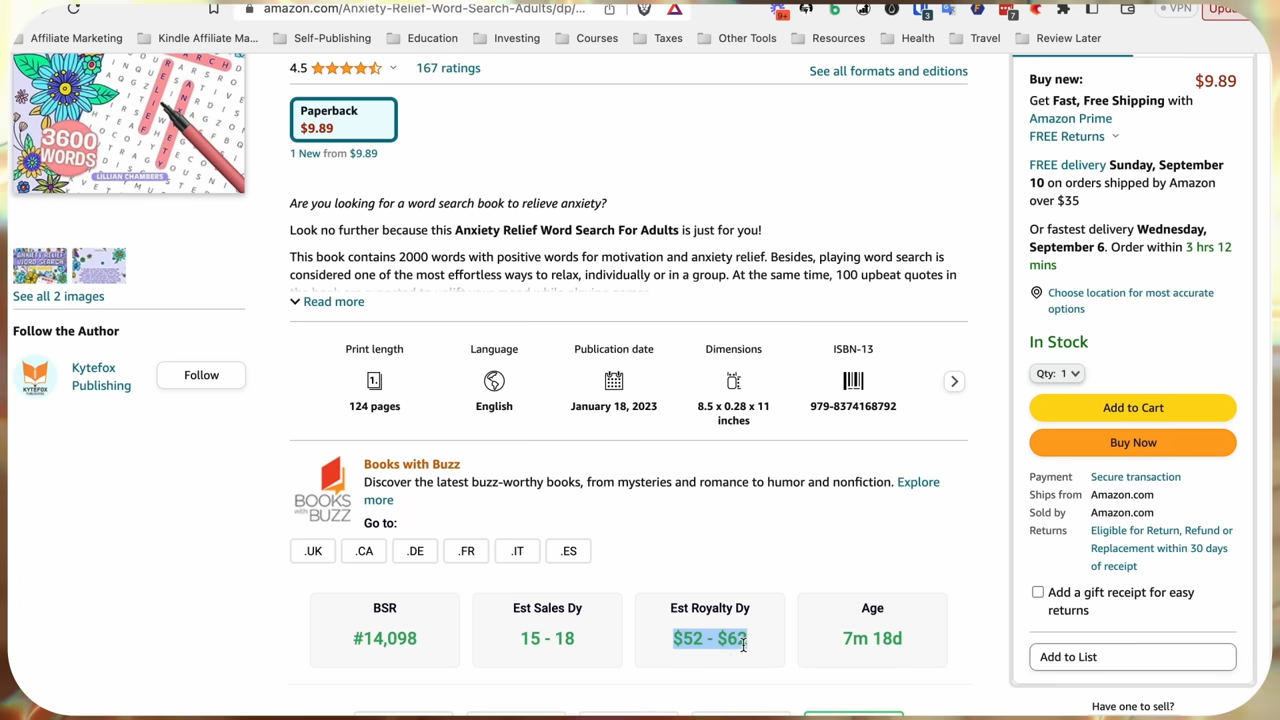 amazon.com/Anxiety-Relief-Word-Search-Adults/dp/...
9+
3
7
VPN
Affiliate Marketing
Kindle Affiliate Ma...
Self-Publishing
Education
Investing
Courses
Taxes
Other Tools
Resources
Health
Travel
Review Later
3600
WORDS
LILLIAN CHAMBERS
See all 2 images
Follow the Author
Kytefox
Publishing
Follow
4.5
167 ratings
See all formats and editions
Paperback
$9.89
1 New from $9.89
Are you looking for a word search book to relieve anxiety?
Look no further because this Anxiety Relief Word Search For Adults is just for you!
This book contains 2000 words with positive words for motivation and anxiety relief. Besides, playing word search is
considered one of the most effortless ways to relax, individually or in a group. At the same time, 100 upbeat quotes in
Read more
Print length
124 pages
Language
English
Publication date
January 18, 2023
Dimensions
8.5 x 0.28 x 11
inches
ISBN-13
979-8374168792
BOOKS
with BUZZ
Books with Buzz
Discover the latest buzz-worthy books, from mysteries and romance to humor and nonfiction. Explore
more
Go to:
.UK
.CA
.DE
.FR
.IT
.ES
BSR
#14,098
Est Sales Dy
15 - 18
Est Royalty Dy
$52 - $62
Age
7m 18d
Buy new:
$9.89
Get Fast, Free Shipping with
Amazon Prime
FREE Returns
FREE delivery Sunday, September
10 on orders shipped by Amazon
over $35
Or fastest delivery Wednesday,
September 6. Order within 3 hrs 12
mins
Choose location for most accurate
options
In Stock
Qty: 1
Add to Cart
Buy Now
Payment Secure transaction
Ships from Amazon.com
Sold by Amazon.com
Returns Eligible for Return, Refund or
Replacement within 30 days
of receipt
Add a gift receipt for easy
returns
Add to List
Have one to sell?